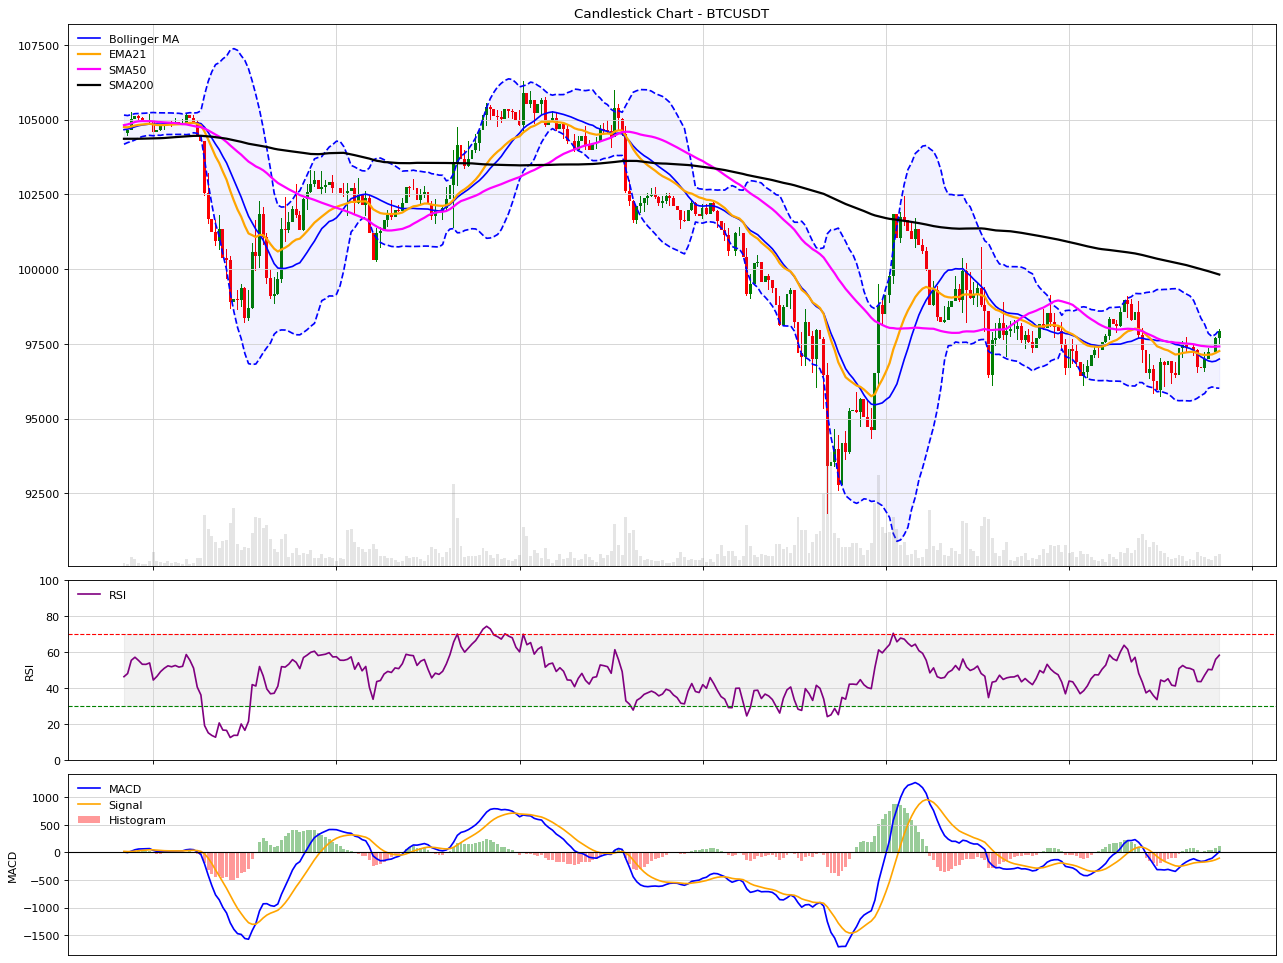 Candlestick Chart - BTCUSDT
Bollinger MA
EMA21
SMA50
SMA200
107500
105000
102500
100000
97500
95000
92500
RSI
100
80
60
40
20
0
RSI
MACD
Signal
Histogram
1000
500
0
−500
−1000
−1500
MACD